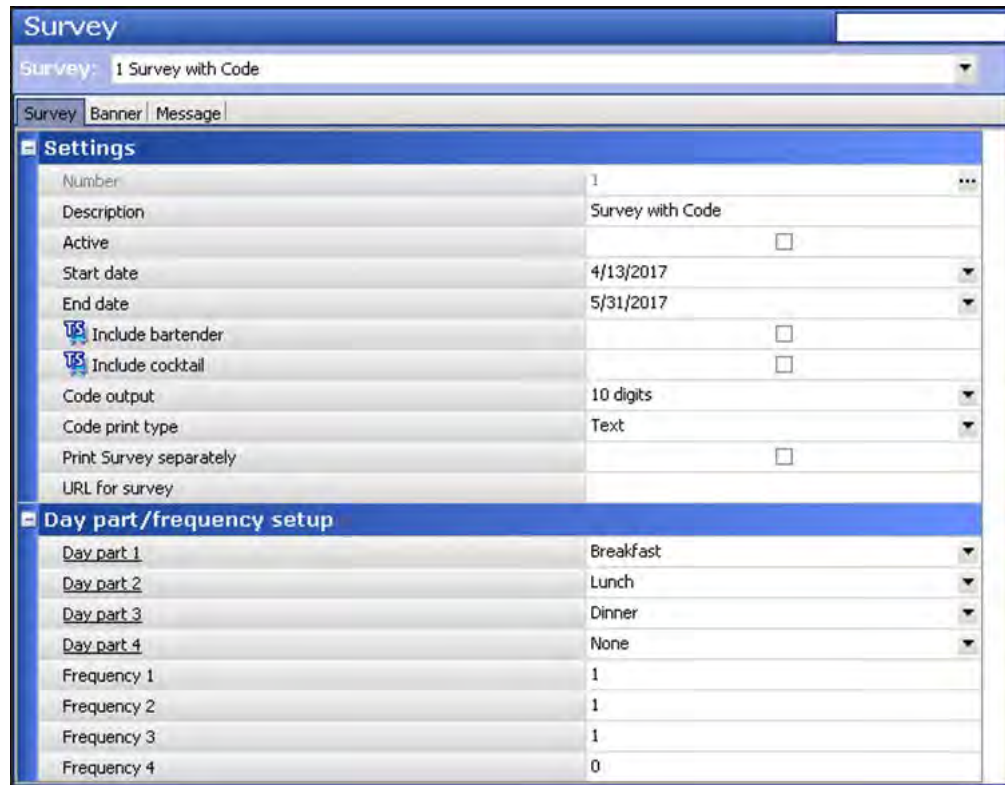 Survey
Survey: 1 Survey with Code
Survey Banner Message
Settings
Number 1 ...
Description Survey with Code
Active
Start date 4/13/2017
End date 5/31/2017
TS Include bartender
TS Include cocktail
Code output 10 digits
Code print type Text
Print Survey separately
URL for survey
Day part/frequency setup
Day part 1 Breakfast
Day part 2 Lunch
Day part 3 Dinner
Day part 4 None
Frequency 1 1
Frequency 2 1
Frequency 3 1
Frequency 4 0